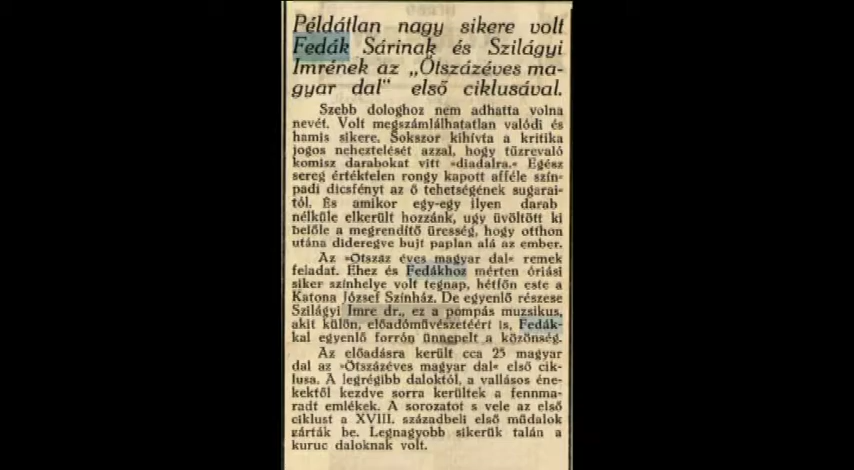 Példátlan nagy sikere volt
Fedák Sárinak és Szilágyi
Imrének az „Ötszázéves ma-
gyar dal" első ciklusával.
Szebb dologhoz nem adhatta volna
nevét. Volt megszámlálhatatlan valódi és
hamis sikere. Sokszor kihívta a kritika
jogos neheztelését azzal, hogy tűzrevaló
komisz darabokat vitt »diadalra.« Egész
sereg értéktelen rongy kapott afféle szín-
padi dicsfényt az ő tehetségének sugarai-
tól. És amikor egy-egy ilyen darab
nélküle elkerült hozzánk, ugy üvöltött ki
belőle a megrendítő üresség, hogy otthon
utána dideregve bujt paplan alá az ember.
Az »Ötszáz éves magyar dal« remek
feladat. Ehez és Fedákhoz mérten óriási
siker színhelye volt tegnap, hétfőn este a
Katona József Színház. De egyenlő részese
Szilágyi Imre dr., ez a pompás muzsikus,
akit külön, előadóművészetéért is, Fedák-
kal egyenlő forrón ünnepelt a közönség.
Az előadásra került cca 25 magyar
dal az »Ötszázéves magyar dal« első cik-
lusa. A legrégibb daloktól, a vallásos éne-
kektől kezdve sorra kerültek a fennma-
radt emlékek. A sorozatot s vele az első
ciklust a XVIII. századbeli első műdalok
zárták be. Legnagyobb sikerük talán a
kuruc daloknak volt.